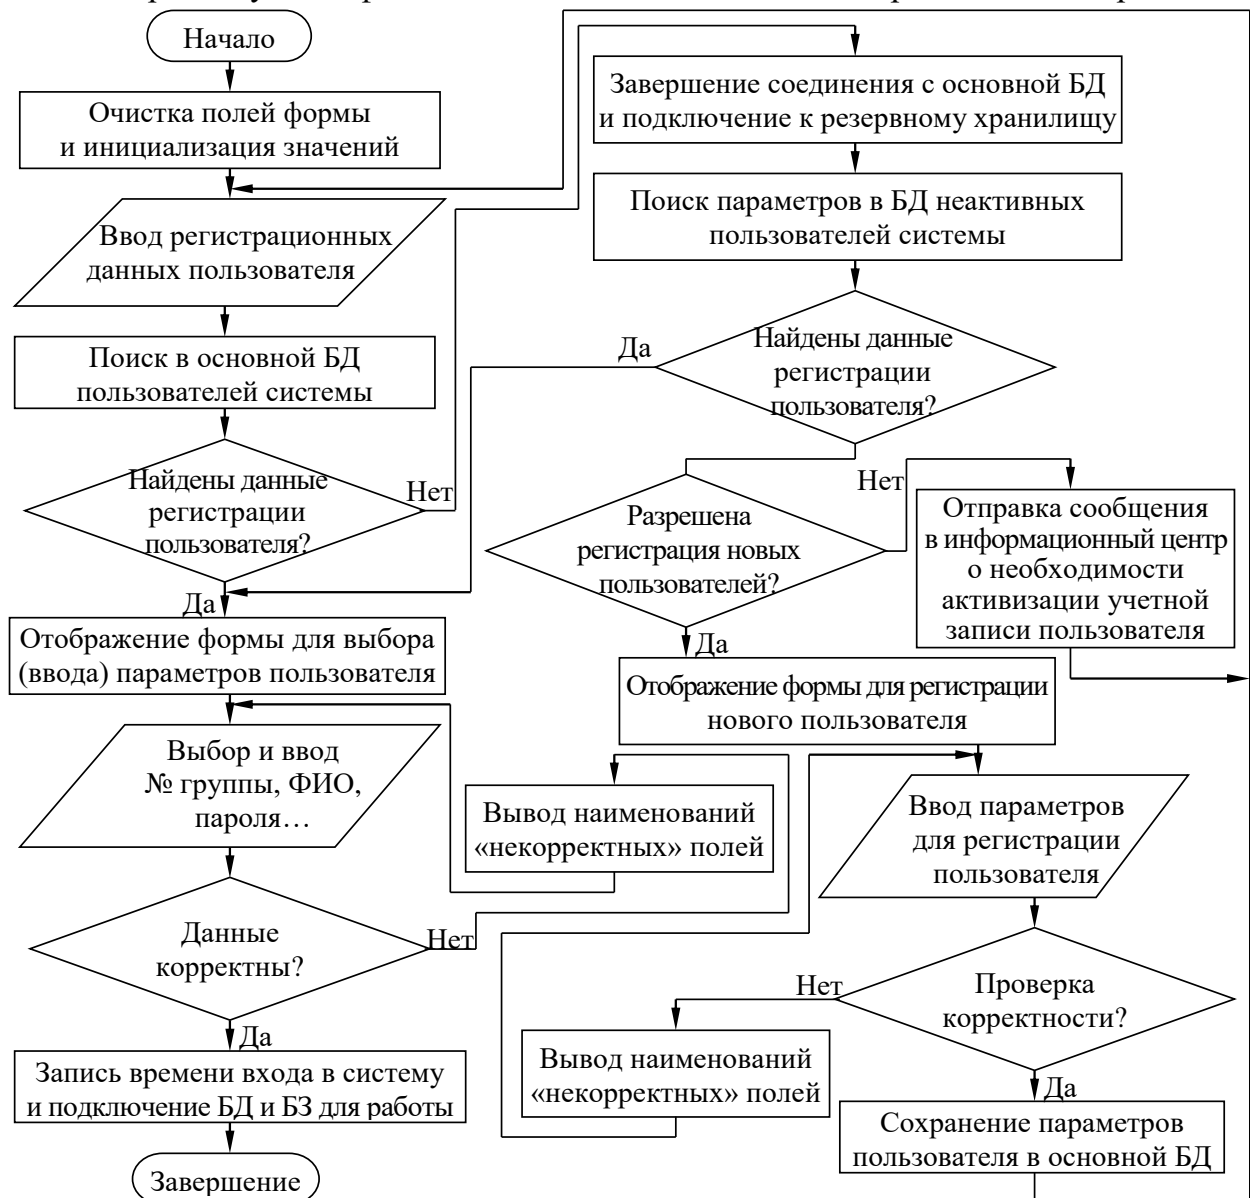 Начало
Очистка полей формы
и инициализация значений
Ввод регистрационных
данных пользователя
Поиск в основной БД
пользователей системы
Найдены данные
регистрации
пользователя?
Нет
Да
Отображение формы для выбора
(ввода) параметров пользователя
Выбор и ввод
№ группы, ФИО,
пароля…
Данные
корректны?
Нет
Да
Запись времени входа в систему
и подключение БД и БЗ для работы
Завершение
Завершение соединения с основной БД
и подключение к резервному хранилищу
Поиск параметров в БД неактивных
пользователей системы
Найдены данные
регистрации
пользователя?
Да
Разрешена
регистрация новых
пользователей?
Нет
Отправка сообщения
в информационный центр
о необходимости
активизации учетной
записи пользователя
Да
Отображение формы для регистрации
нового пользователя
Вывод наименований
«некорректных» полей
Ввод параметров
для регистрации
пользователя
Проверка
корректности?
Нет
Вывод наименований
«некорректных» полей
Да
Сохранение параметров
пользователя в основной БД